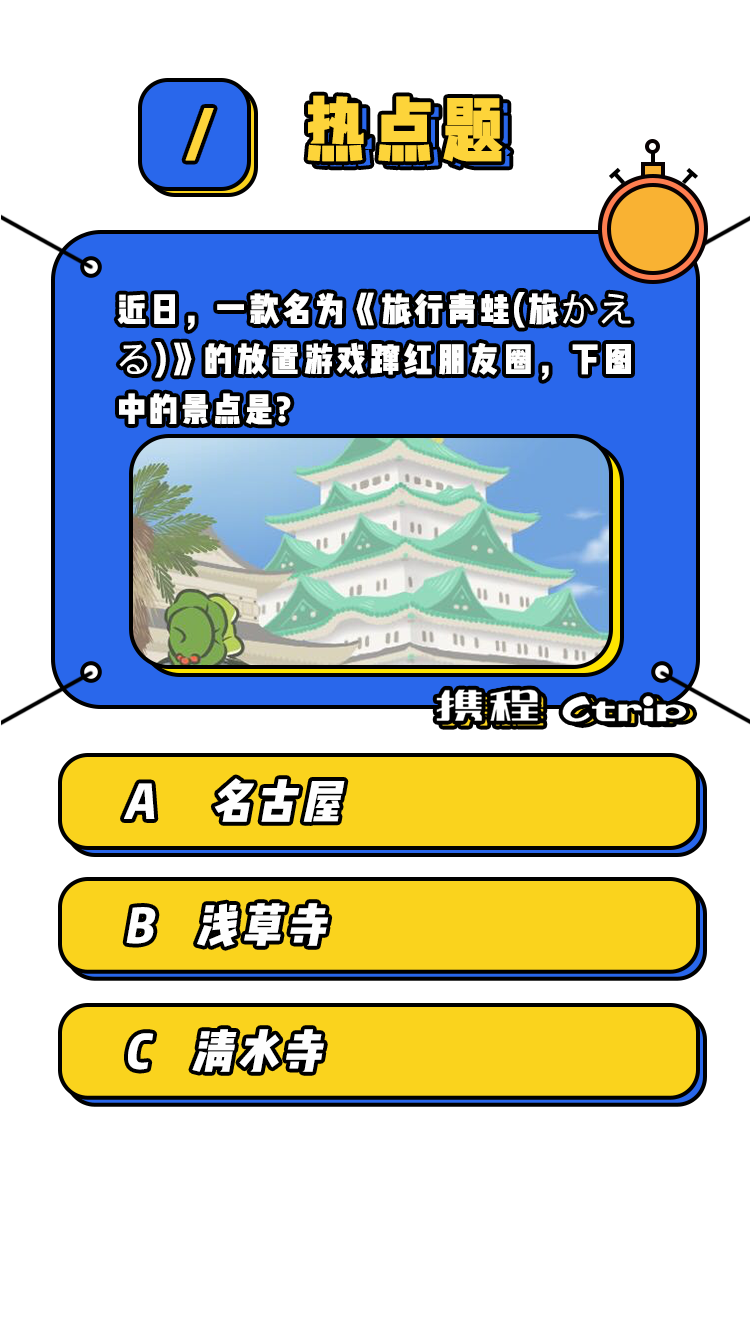 / 热点题
近日，一款名为《旅行青蛙(旅かえ
る)》的放置游戏蹿红朋友圈，下图
中的景点是?
携程 Ctrip
A 名古屋
B 浅草寺
C 清水寺